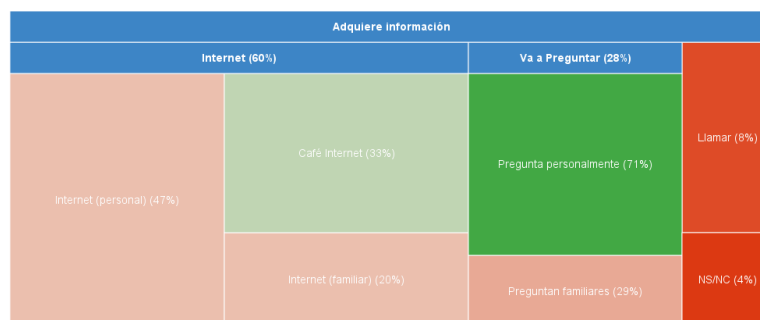 Adquiere información
Internet (60%)
Va a Preguntar (28%)
Llamar (8%)
Café Internet (33%)
Pregunta personalmente (71%)
Internet (personal) (47%)
Internet (familiar) (20%)
Preguntan familiares (29%)
NS/NC (4%)